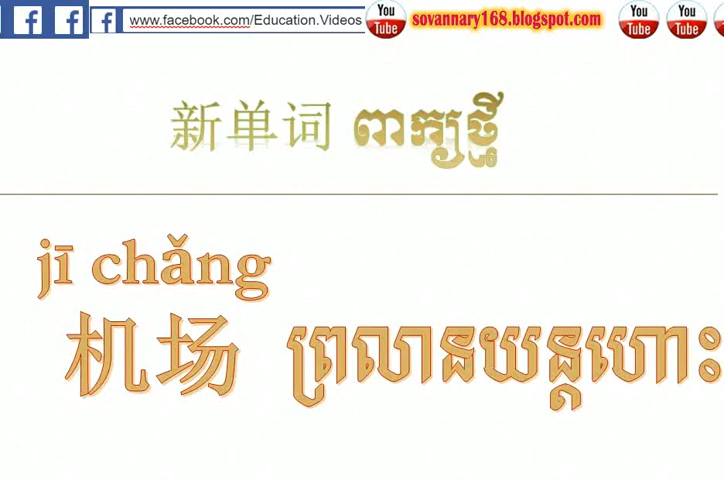 www.facebook.com/Education.Videos You Tube sovannary168.blogspot.com You Tube You Tube
新单词 ពាក្យថ្មី
jī chǎng
机场 ព្រលានយន្តហោះ